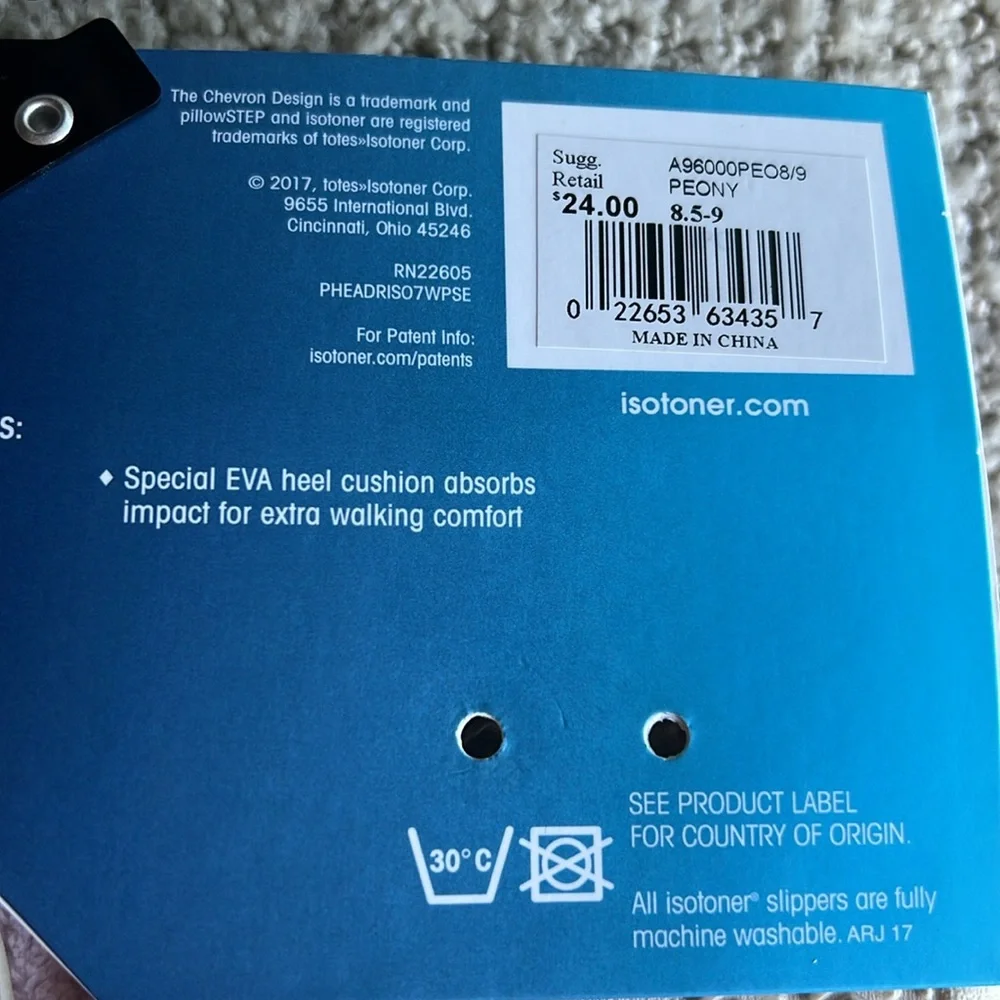 The Chevron Design is a trademark and
pillowSTEP and isotoner are registered
trademarks of totes»Isotoner Corp.
© 2017, totes»Isotoner Corp.
9655 International Blvd.
Cincinnati, Ohio 45246
RN22605
PHEADRISO7WPSE
For Patent Info:
isotoner.com/patents
Sugg.
Retail
$24.00
A96000PEO8/9
PEONY
8.5-9
0 22653 63435 7
MADE IN CHINA
isotoner.com
S:
♦ Special EVA heel cushion absorbs
impact for extra walking comfort
30°C
SEE PRODUCT LABEL
FOR COUNTRY OF ORIGIN.
All isotoner® slippers are fully
machine washable. ARJ 17